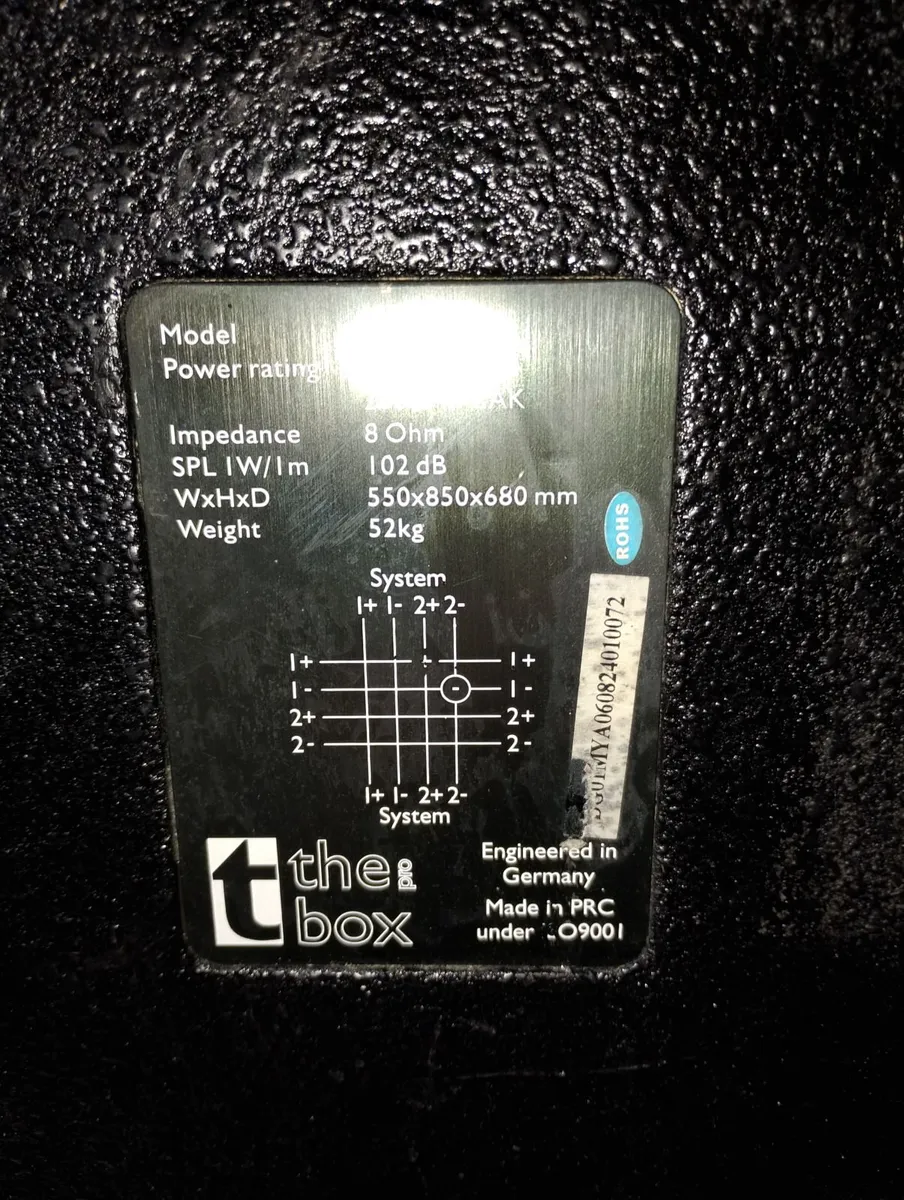 Model
Power rating
Impedance 8 Ohm
SPL 1W/1m 102 dB
WxHxD 550x850x680 mm
Weight 52kg
ROHS
System
1+ 1- 2+ 2-
1+ 1+
1- - 1-
2+ 2+
2- 2-
1+ 1- 2+ 2-
System
t the pro
box
Engineered in
Germany
Made in PRC
under